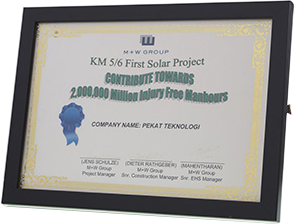 M+W GROUP
KM 5/6 First Solar Project
CONTRIBUTE TOWARDS
2,000,000 Million Injury Free Manhours
COMPANY NAME: PEKAT TEKNOLOGI
(JENS SCHULZE) (DIETER RATHGEBER) (MAHENTHARAN)
M+W Group M+W Group M+W Group
Project Manager Snr. Construction Manager Snr. EHS Manager